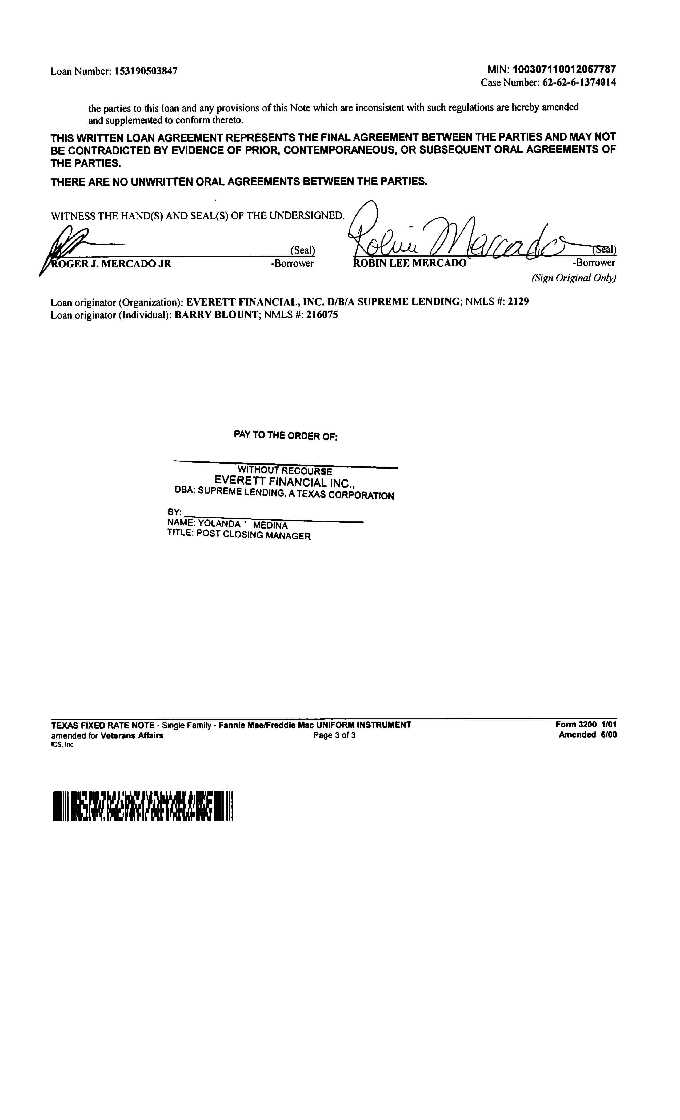 Loan Number: 153190503847
MIN: 100307110012067787
Case Number: 62-62-6-1374014
the parties to this loan and any provisions of this Note which are inconsistent with such regulations are hereby amended
and supplemented to conform thereto.
THIS WRITTEN LOAN AGREEMENT REPRESENTS THE FINAL AGREEMENT BETWEEN THE PARTIES AND MAY NOT
BE CONTRADICTED BY EVIDENCE OF PRIOR, CONTEMPORANEOUS, OR SUBSEQUENT ORAL AGREEMENTS OF
THE PARTIES.
THERE ARE NO UNWRITTEN ORAL AGREEMENTS BETWEEN THE PARTIES.
WITNESS THE HAND(S) AND SEAL(S) OF THE UNDERSIGNED.
Robin Mercado
(Seal) (Seal)
ROGER J. MERCADO JR -Borrower ROBIN LEE MERCADO -Borrower
(Sign Original Only)
Loan originator (Organization): EVERETT FINANCIAL, INC. D/B/A SUPREME LENDING; NMLS #: 2129
Loan originator (Individual): BARRY BLOUNT; NMLS #: 216075
PAY TO THE ORDER OF:
WITHOUT RECOURSE
EVERETT FINANCIAL INC.,
DBA: SUPREME LENDING, A TEXAS CORPORATION
BY:
NAME: YOLANDA MEDINA
TITLE: POST CLOSING MANAGER
TEXAS FIXED RATE NOTE - Single Family - Fannie Mae/Freddie Mac UNIFORM INSTRUMENT Form 3200 1/01
amended for Veterans Affairs Page 3 of 3 Amended 6/00
IDS, Inc